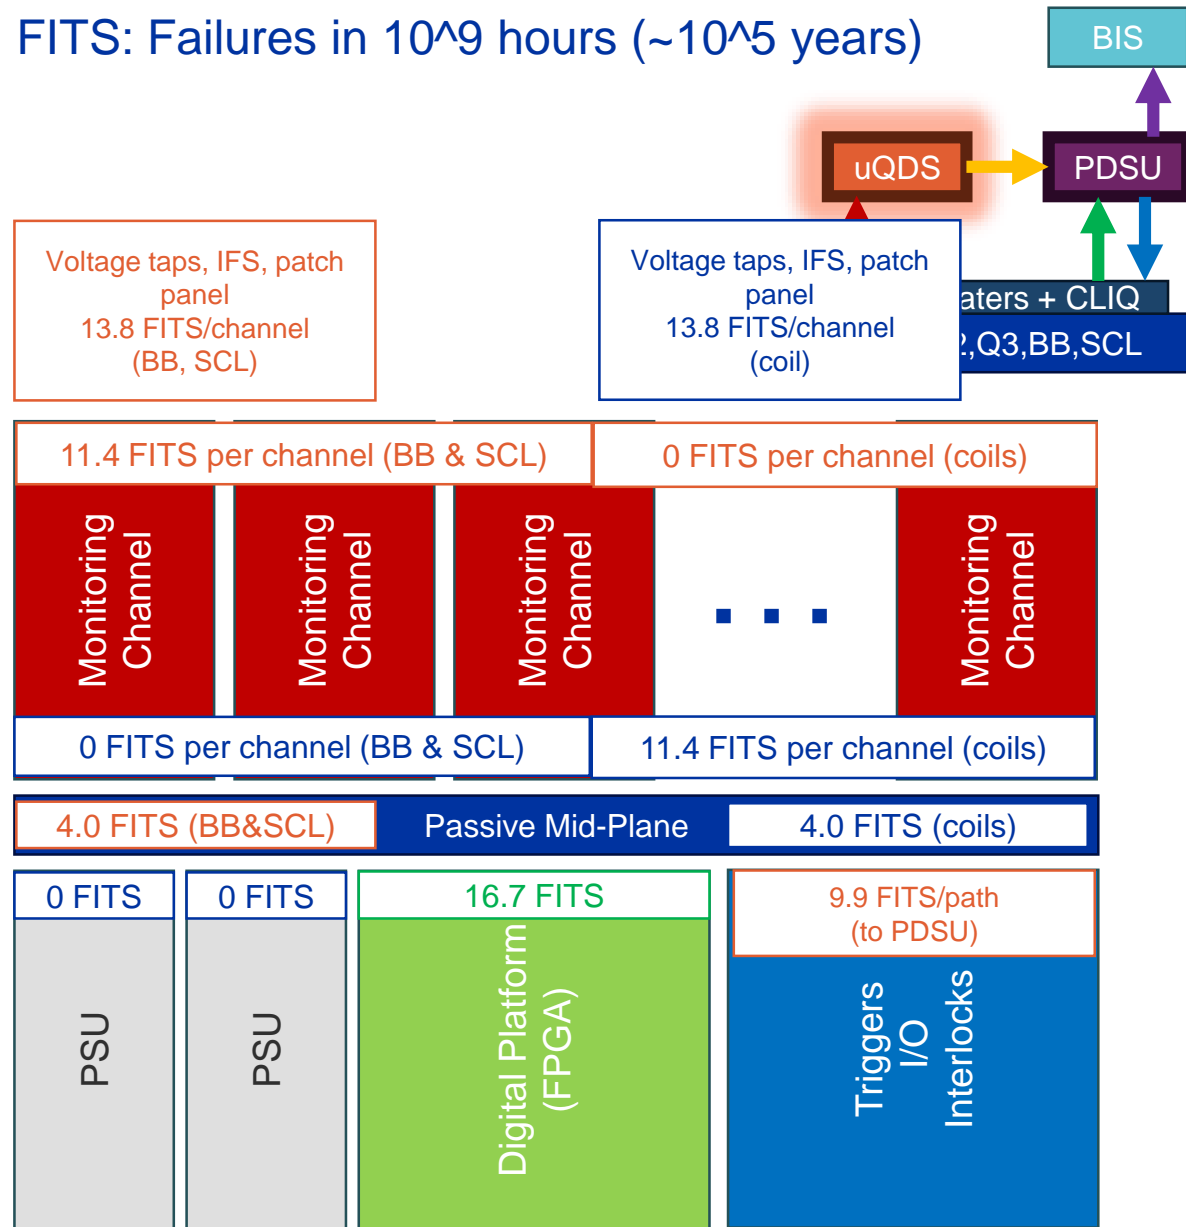 FITS: Failures in 10^9 hours (~10^5 years)
BIS
uQDS
PDSU
Voltage taps, IFS, patch
panel
13.8 FITS/channel
(BB, SCL)
Voltage taps, IFS, patch
panel
13.8 FITS/channel
(coil)
aters + CLIQ
,Q3,BB,SCL
11.4 FITS per channel (BB & SCL)
0 FITS per channel (coils)
Monitoring
Channel
Monitoring
Channel
Monitoring
Channel
. . .
Monitoring
Channel
0 FITS per channel (BB & SCL)
11.4 FITS per channel (coils)
4.0 FITS (BB&SCL)
Passive Mid-Plane
4.0 FITS (coils)
0 FITS
0 FITS
16.7 FITS
9.9 FITS/path
(to PDSU)
PSU
PSU
Digital Platform
(FPGA)
Triggers
I/O
Interlocks